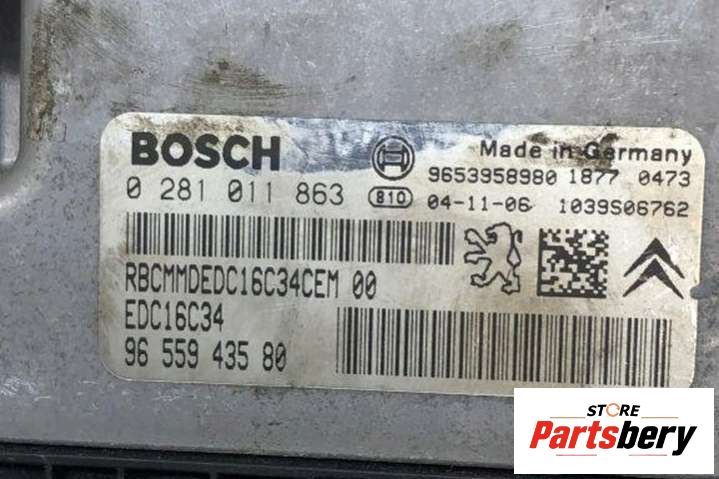 BOSCH
Made in Germany
9653958980 1877 0473
0 281 011 863 810 04-11-06 1039S06762
RBCMMDEDC16C34CEM 00
EDC16C34
96 559 435 80
STORE
Partsbery